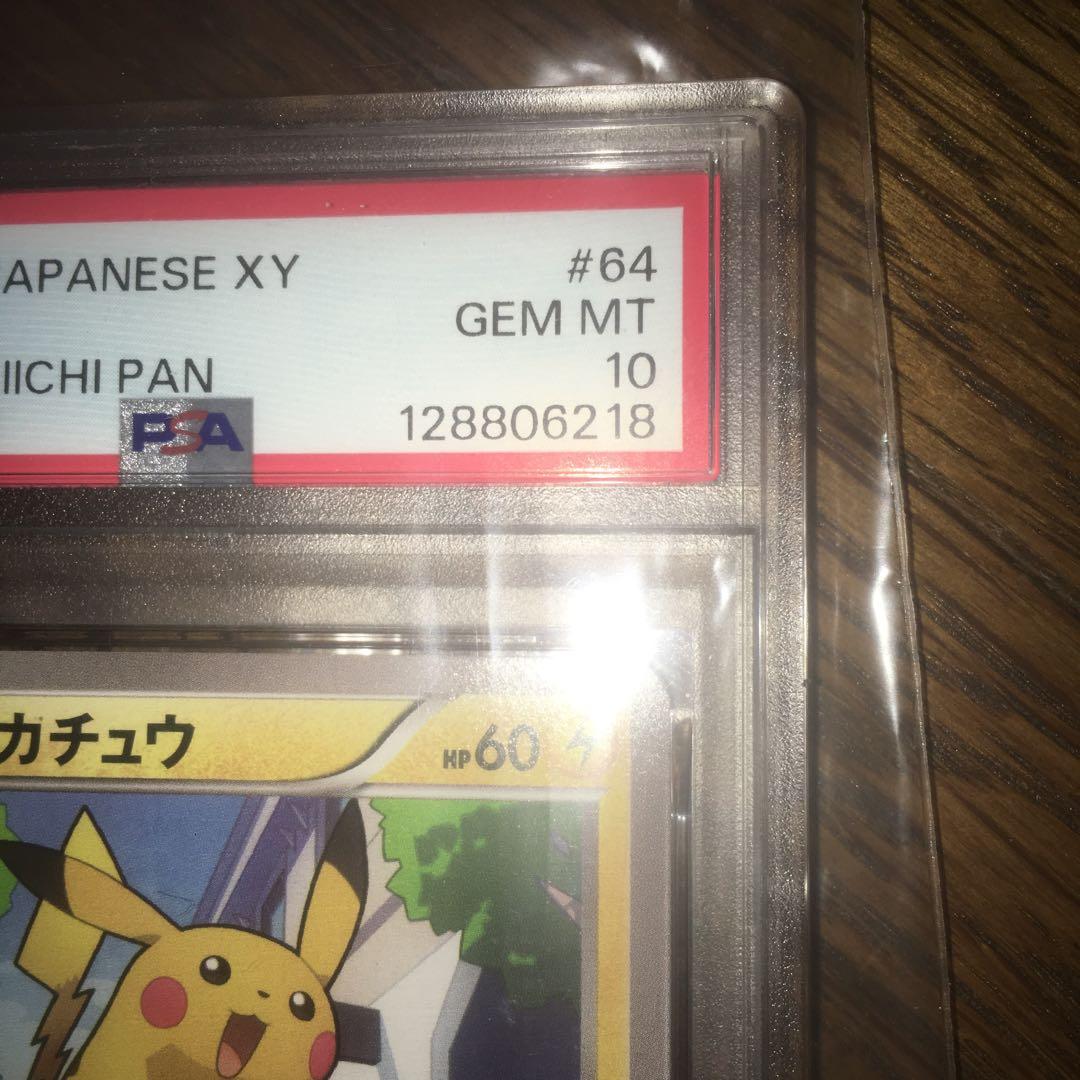 APANESE XY #64
GEM MT
IICHI PAN 10
PSA 128806218
カチュウ HP60